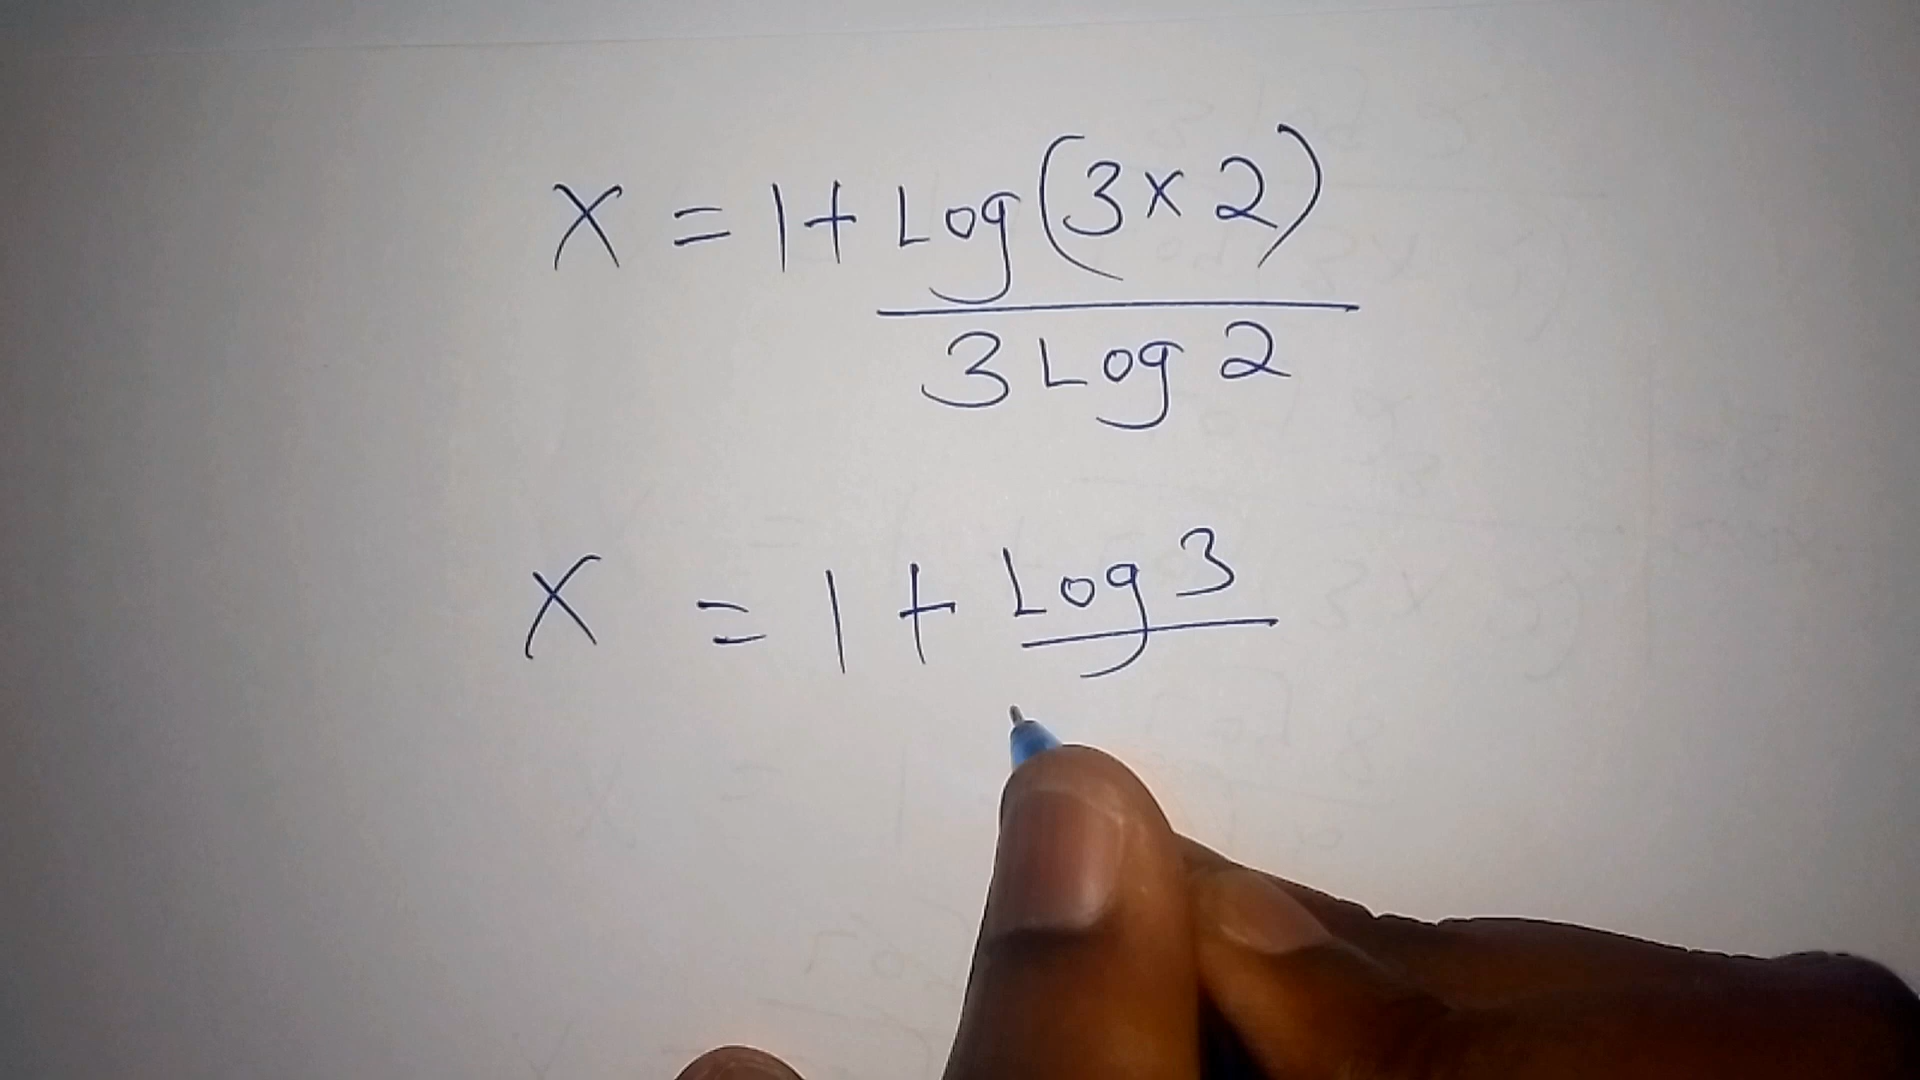 X = 1 + Log(3 × 2)
3 Log 2
X = 1 + Log 3